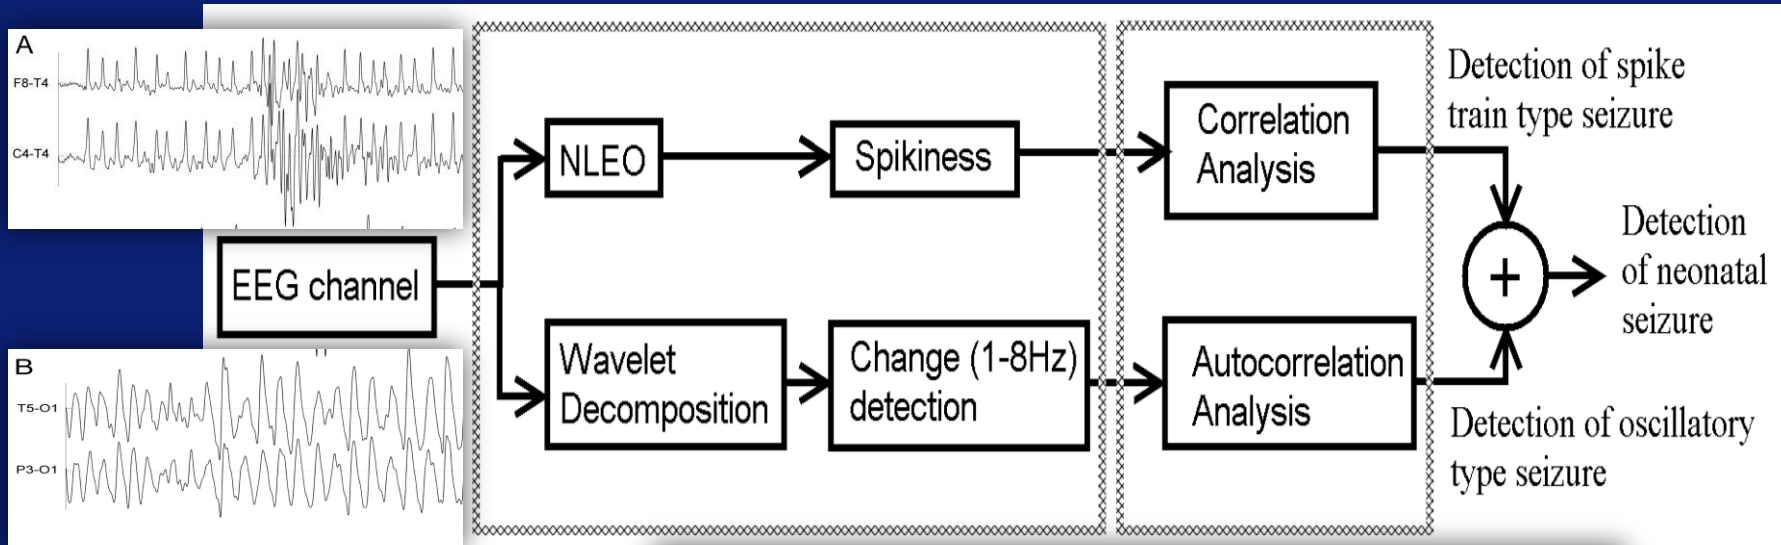 A
F8-T4
C4-T4
EEG channel
B
T5-O1
P3-O1
NLEO
Spikiness
Wavelet
Decomposition
Change (1-8Hz)
detection
Correlation
Analysis
Autocorrelation
Analysis
Detection of spike
train type seizure
+
Detection
of neonatal
seizure
Detection of oscillatory
type seizure